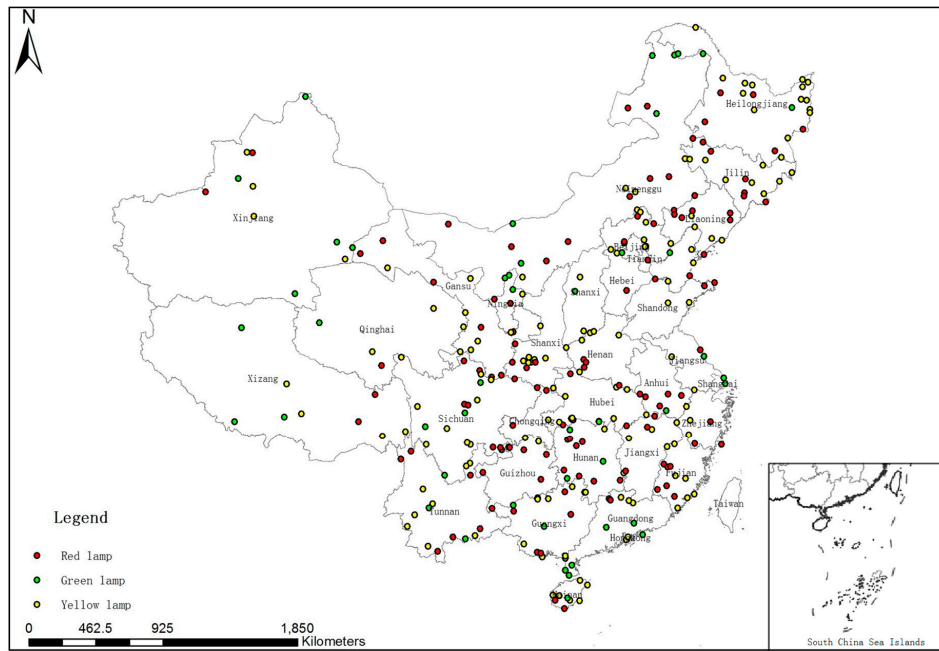 N
Heilongjiang
Jilin
Xinjiang
Liaoning
Beijing
TianJin
Gansu
Hebei
Shanxi
Ningxia
Shandong
Qinghai
Shanxi
Henan
Jiangsu
Xizang
Anhui
Shanghai
Hubei
Sichuan
Chongqing
Zhejiang
Hunan
Jiangxi
Guizhou
Fujian
Yunnan
Taiwan
Guangxi
Guangdong
HongKong
Hainan
Legend
Red lamp
Green lamp
Yellow lamp
0 462.5 925 1,850
Kilometers
South China Sea Islands